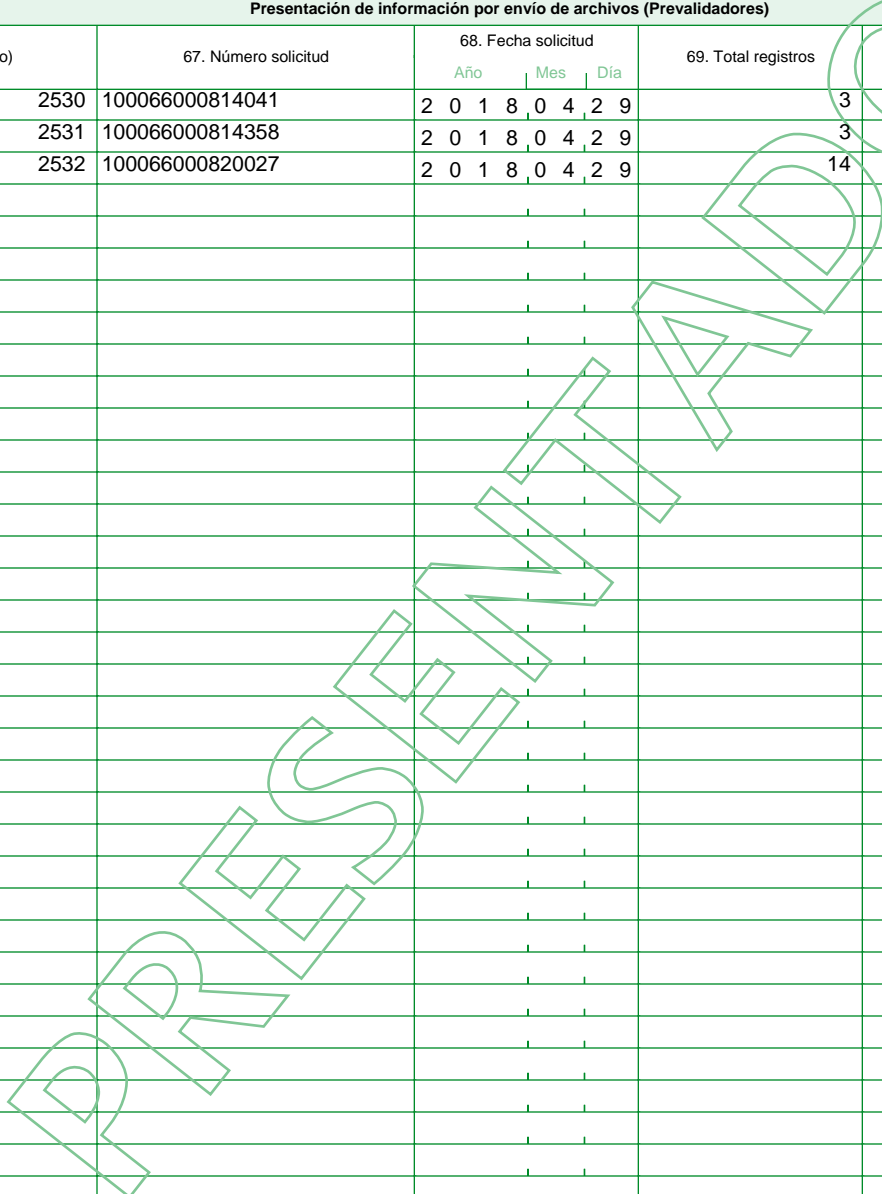 Presentación de información por envío de archivos (Prevalidadores)
o) 67. Número solicitud 68. Fecha solicitud 69. Total registros
Año Mes Día
2530 100066000814041 2 0 1 8 0 4 2 9 3
2531 100066000814358 2 0 1 8 0 4 2 9 3
2532 100066000820027 2 0 1 8 0 4 2 9 14
PRESENTADO